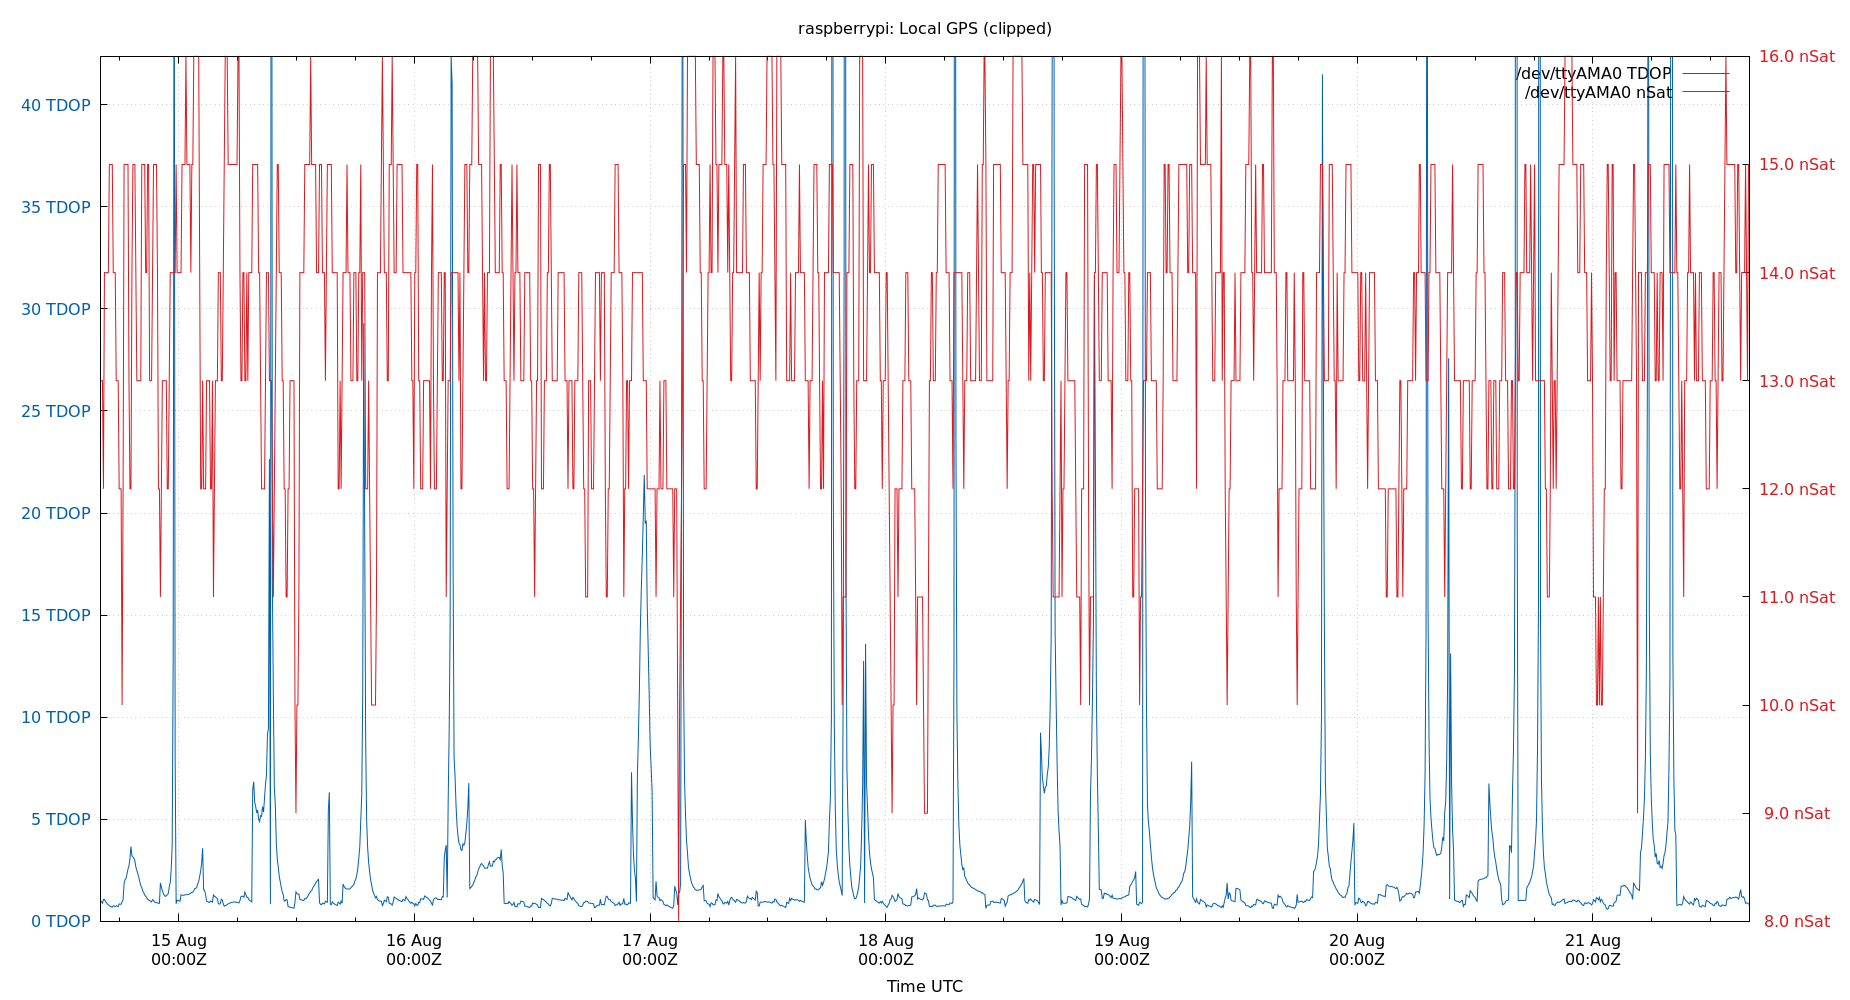 raspberrypi: Local GPS (clipped)
/dev/ttyAMA0 TDOP
/dev/ttyAMA0 nSat
40 TDOP
35 TDOP
30 TDOP
25 TDOP
20 TDOP
15 TDOP
10 TDOP
5 TDOP
0 TDOP
16.0 nSat
15.0 nSat
14.0 nSat
13.0 nSat
12.0 nSat
11.0 nSat
10.0 nSat
9.0 nSat
8.0 nSat
15 Aug
00:00Z
16 Aug
00:00Z
17 Aug
00:00Z
18 Aug
00:00Z
19 Aug
00:00Z
20 Aug
00:00Z
21 Aug
00:00Z
Time UTC